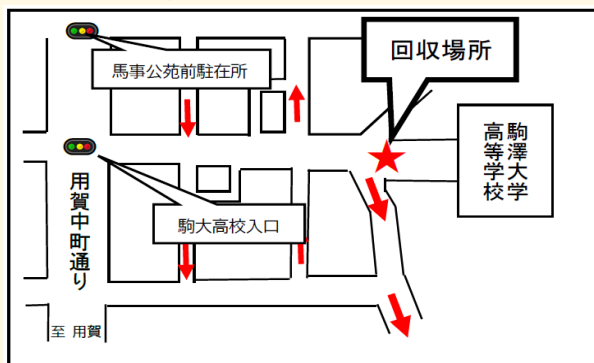 馬事公苑前駐在所
回収場所
駒澤大学
高等学校
用賀中町通り
駒大高校入口
至 用賀